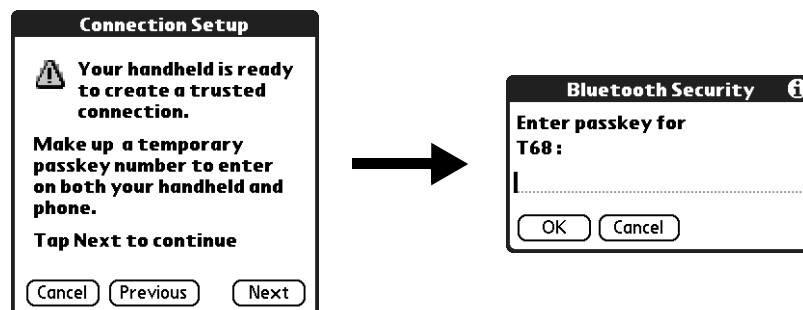 Connection Setup
Your handheld is ready
to create a trusted
connection.
Make up a temporary
passkey number to enter
on both your handheld and
phone.
Tap Next to continue
Cancel Previous Next
Bluetooth Security
Enter passkey for
T68:
OK Cancel